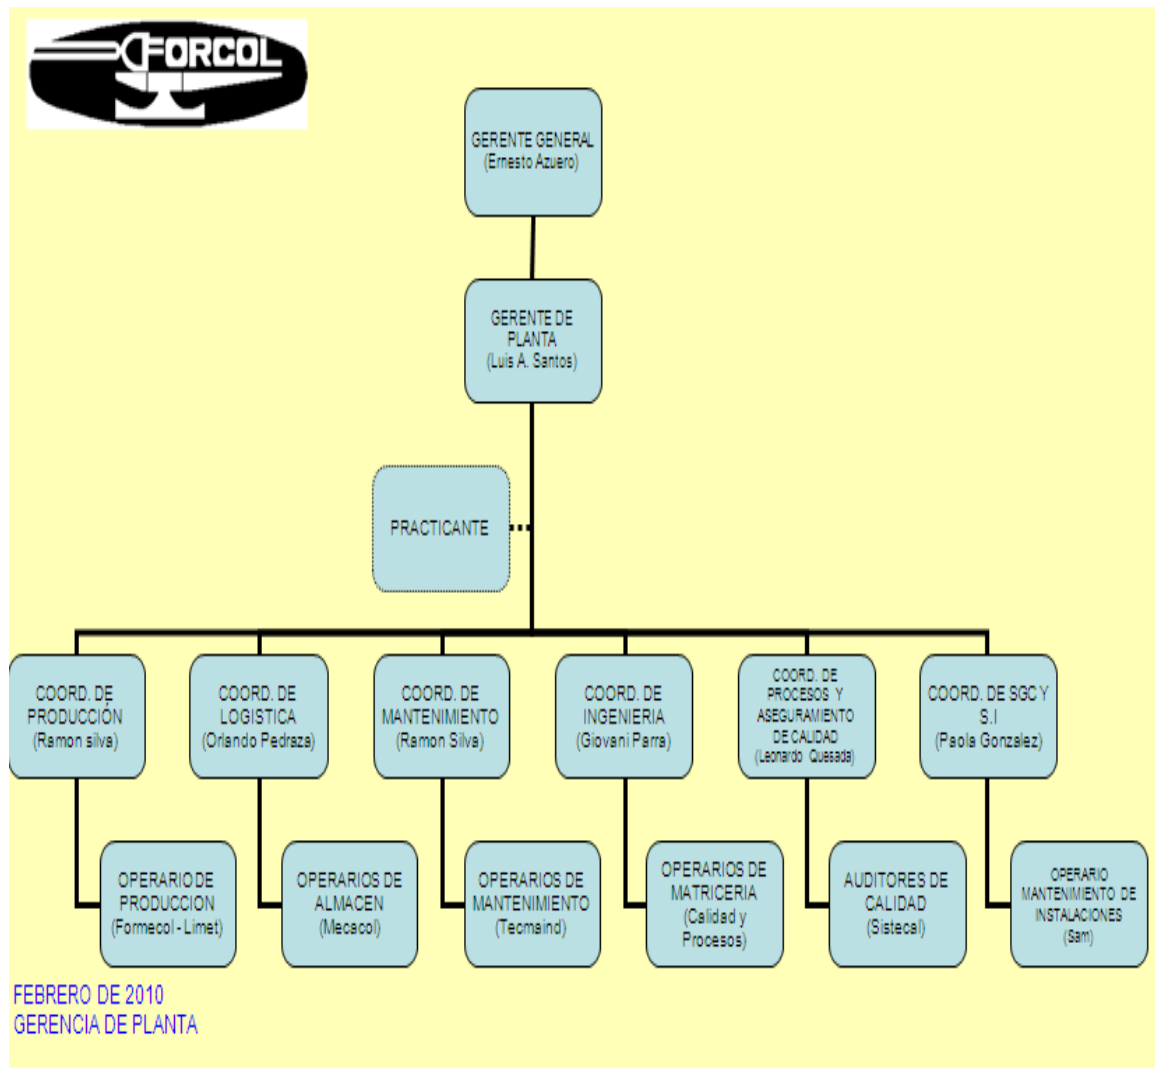 FORCOL
GERENTE GENERAL
(Ernesto Azuero)
GERENTE DE
PLANTA
(Luis A. Santos)
PRACTICANTE
COORD. DE
PRODUCCIÓN
(Ramon silva)
COORD. DE
LOGISTICA
(Orlando Pedraza)
COORD. DE
MANTENIMIENTO
(Ramon Silva)
COORD. DE
INGENIERIA
(Giovani Parra)
COORD. DE
PROCESOS Y
ASEGURAMIENTO
DE CALIDAD
(Leonardo Quesada)
COORD. DE SGC Y
S.I
(Paola Gonzalez)
OPERARIO DE
PRODUCCION
(Formecol - Limet)
OPERARIOS DE
ALMACEN
(Mecacol)
OPERARIOS DE
MANTENIMIENTO
(Tecmaind)
OPERARIOS DE
MATRICERIA
(Calidad y
Procesos)
AUDITORES DE
CALIDAD
(Sistecal)
OPERARIO
MANTENIMIENTO DE
INSTALACIONES
(Sam)
FEBRERO DE 2010
GERENCIA DE PLANTA